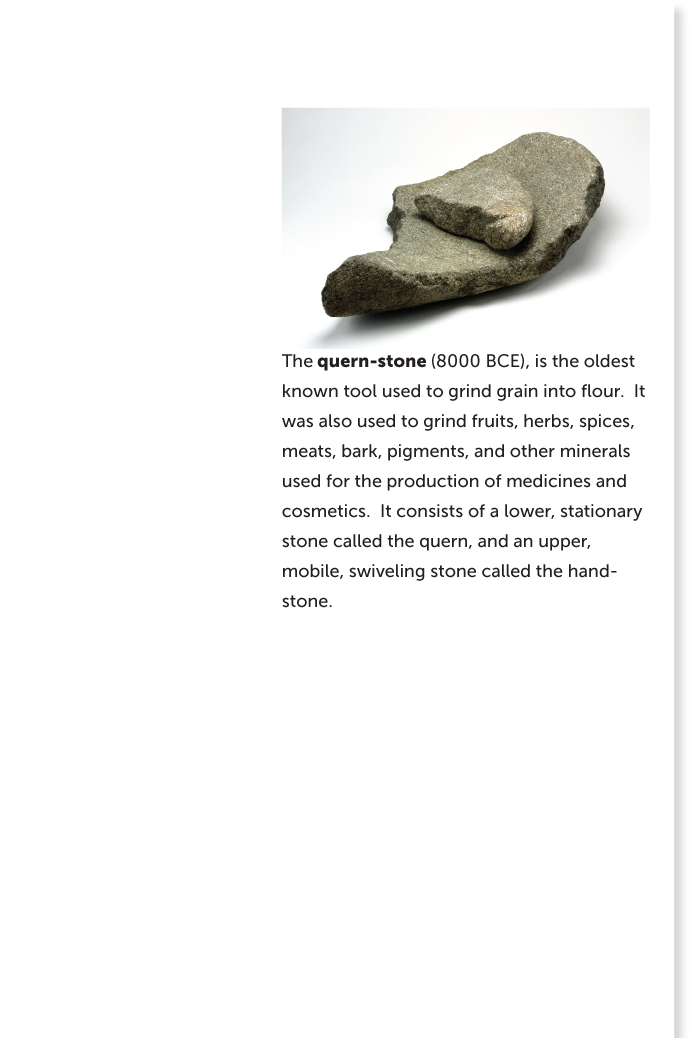 The quern-stone (8000 BCE), is the oldest
known tool used to grind grain into flour.  It
was also used to grind fruits, herbs, spices,
meats, bark, pigments, and other minerals
used for the production of medicines and
cosmetics.  It consists of a lower, stationary
stone called the quern, and an upper,
mobile, swiveling stone called the hand-
stone.